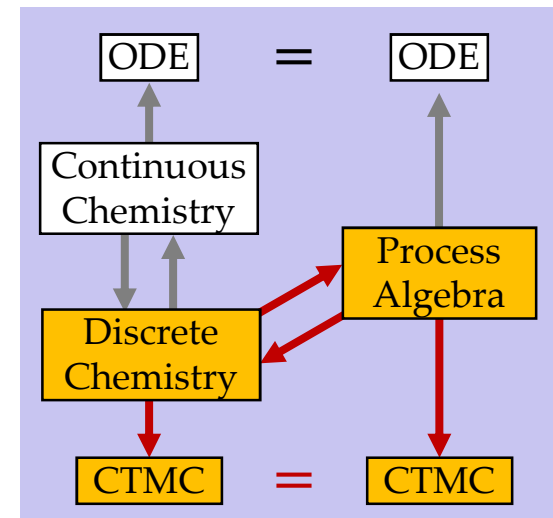 ODE = ODE
Continuous
Chemistry
Process
Algebra
Discrete
Chemistry
CTMC = CTMC